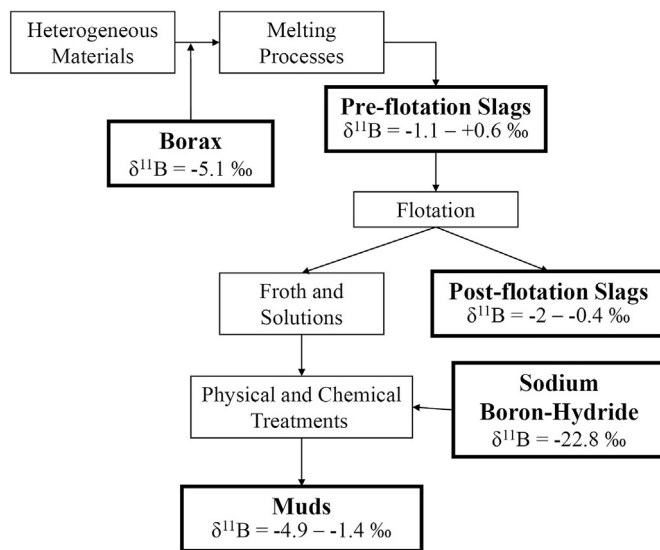 Heterogeneous
Materials
Melting
Processes
Borax
δ¹¹B = -5.1 ‰
Pre-flotation Slags
δ¹¹B = -1.1 – +0.6 ‰
Flotation
Froth and
Solutions
Post-flotation Slags
δ¹¹B = -2 – -0.4 ‰
Physical and Chemical
Treatments
Sodium
Boron-Hydride
δ¹¹B = -22.8 ‰
Muds
δ¹¹B = -4.9 – -1.4 ‰